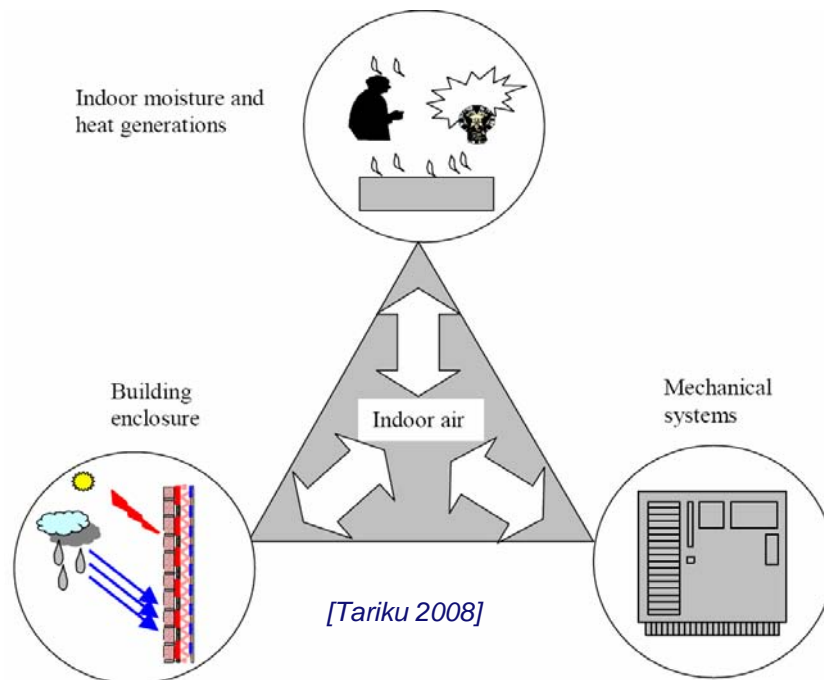 Indoor moisture and
heat generations
Building
enclosure
Indoor air
Mechanical
systems
[Tariku 2008]